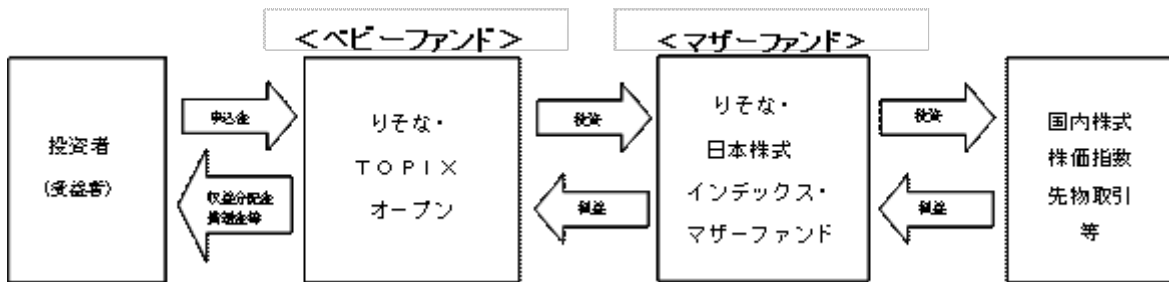 <ベビーファンド>
<マザーファンド>
投資者
(受益者)
申込金
収益分配金
償還金等
りそな・
TOPIX
オープン
投資
損益
りそな・
日本株式
インデックス・
マザーファンド
投資
損益
国内株式
株価指数
先物取引
等